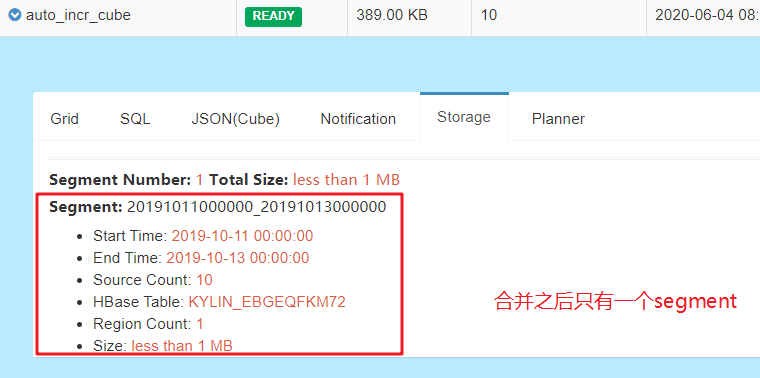 auto_incr_cube READY 389.00 KB 10 2020-06-04 08:
Grid SQL JSON(Cube) Notification Storage Planner
Segment Number: 1 Total Size: less than 1 MB
Segment: 20191011000000_20191013000000
Start Time: 2019-10-11 00:00:00
End Time: 2019-10-13 00:00:00
Source Count: 10
HBase Table: KYLIN_EBGEQFKM72
合并之后只有一个segment
Region Count: 1
Size: less than 1 MB